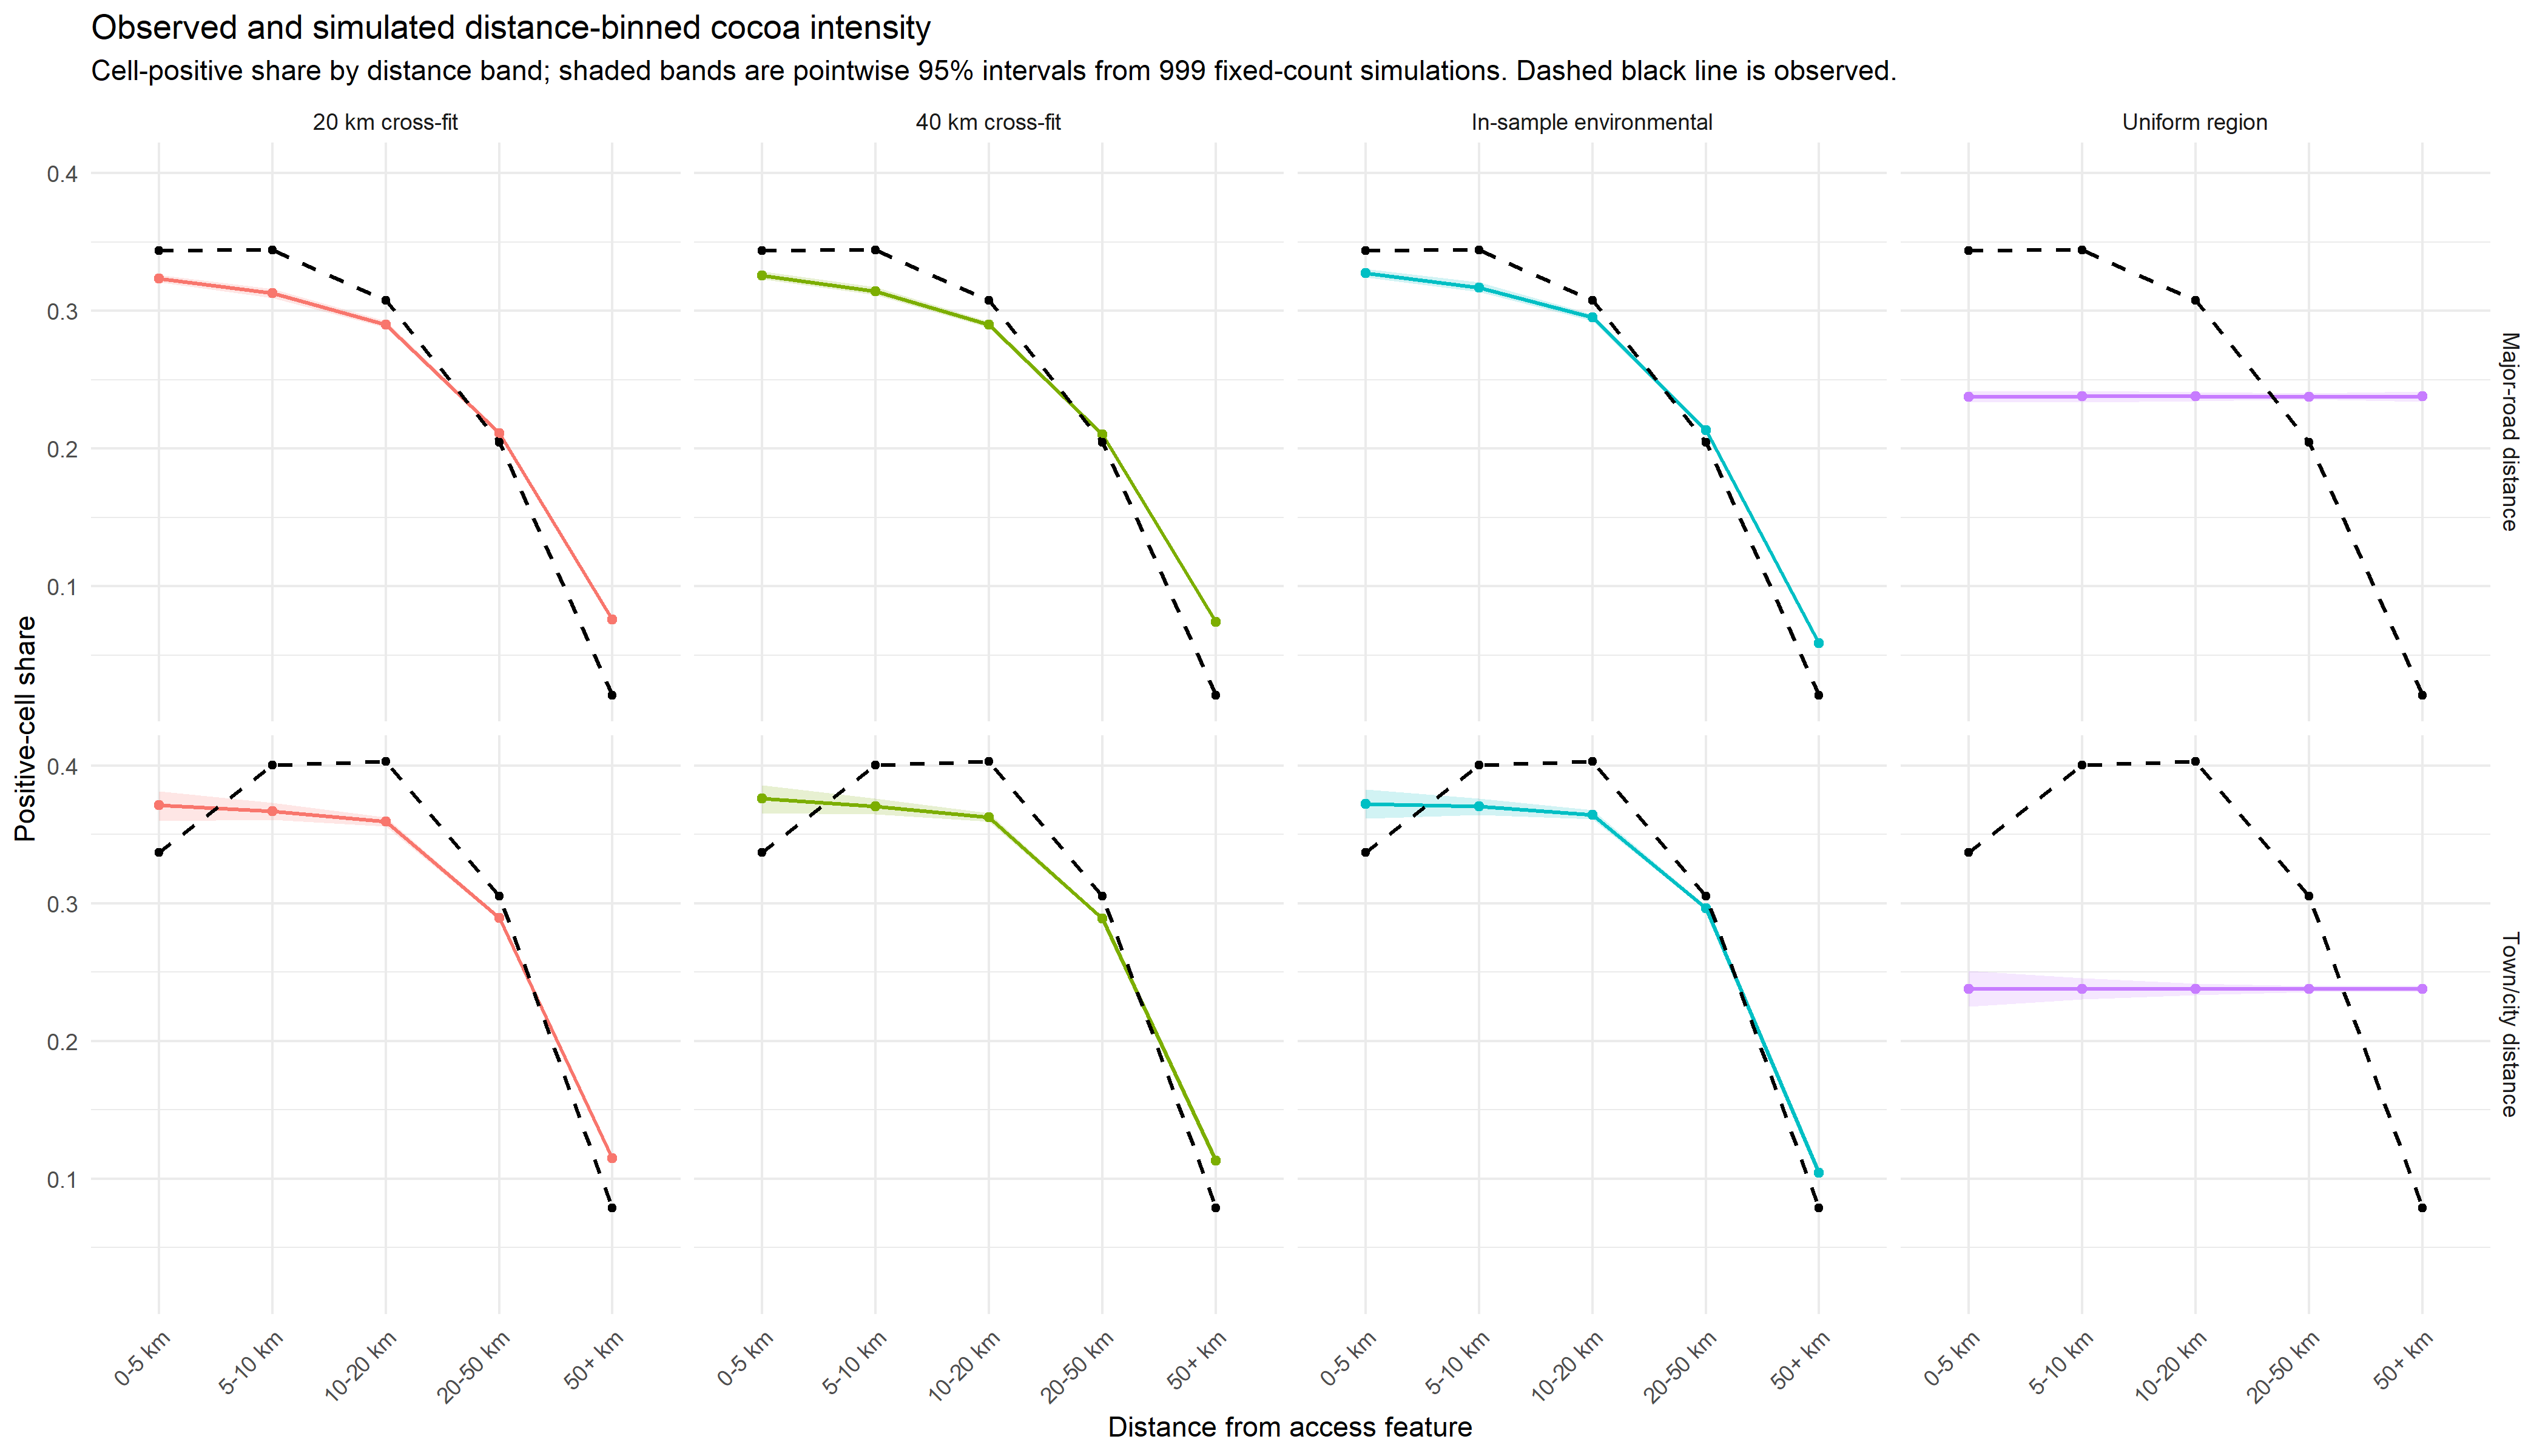 Observed and simulated distance-binned cocoa intensity
Cell-positive share by distance band; shaded bands are pointwise 95% intervals from 999 fixed-count simulations. Dashed black line is observed.
20 km cross-fit
40 km cross-fit
In-sample environmental
Uniform region
0.4
0.3
0.2
0.1
Major-road distance
Positive-cell share
0.4
0.3
0.2
0.1
Town/city distance
0-5 km
5-10 km
10-20 km
20-50 km
50+ km
0-5 km
5-10 km
10-20 km
20-50 km
50+ km
0-5 km
5-10 km
10-20 km
20-50 km
50+ km
0-5 km
5-10 km
10-20 km
20-50 km
50+ km
Distance from access feature